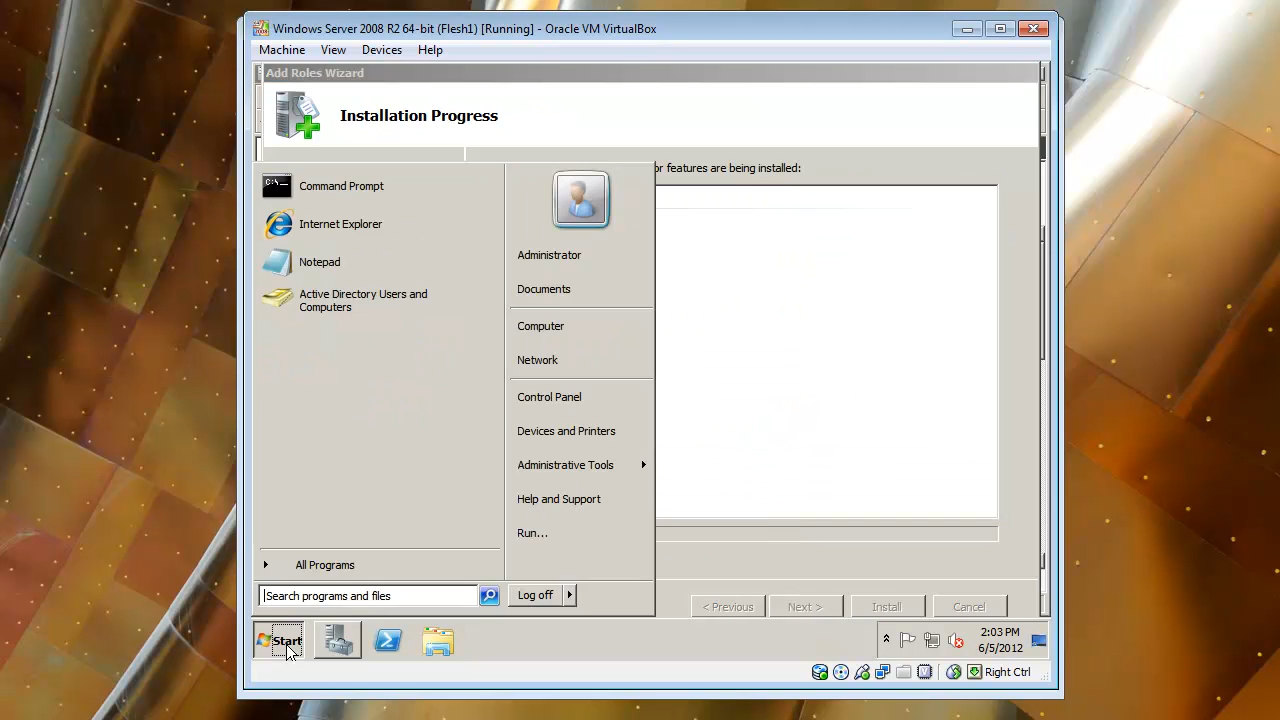 Windows Server 2008 R2 64-bit (Flesh1) [Running] - Oracle VM VirtualBox
Machine View Devices Help
Add Roles Wizard
Installation Progress
or features are being installed:
Command Prompt
Internet Explorer
Notepad
Active Directory Users and
Computers
Administrator
Documents
Computer
Network
Control Panel
Devices and Printers
Administrative Tools
Help and Support
Run...
All Programs
Search programs and files
Log off
< Previous
Next >
Install
Cancel
Start
2:03 PM
6/5/2012
Right Ctrl